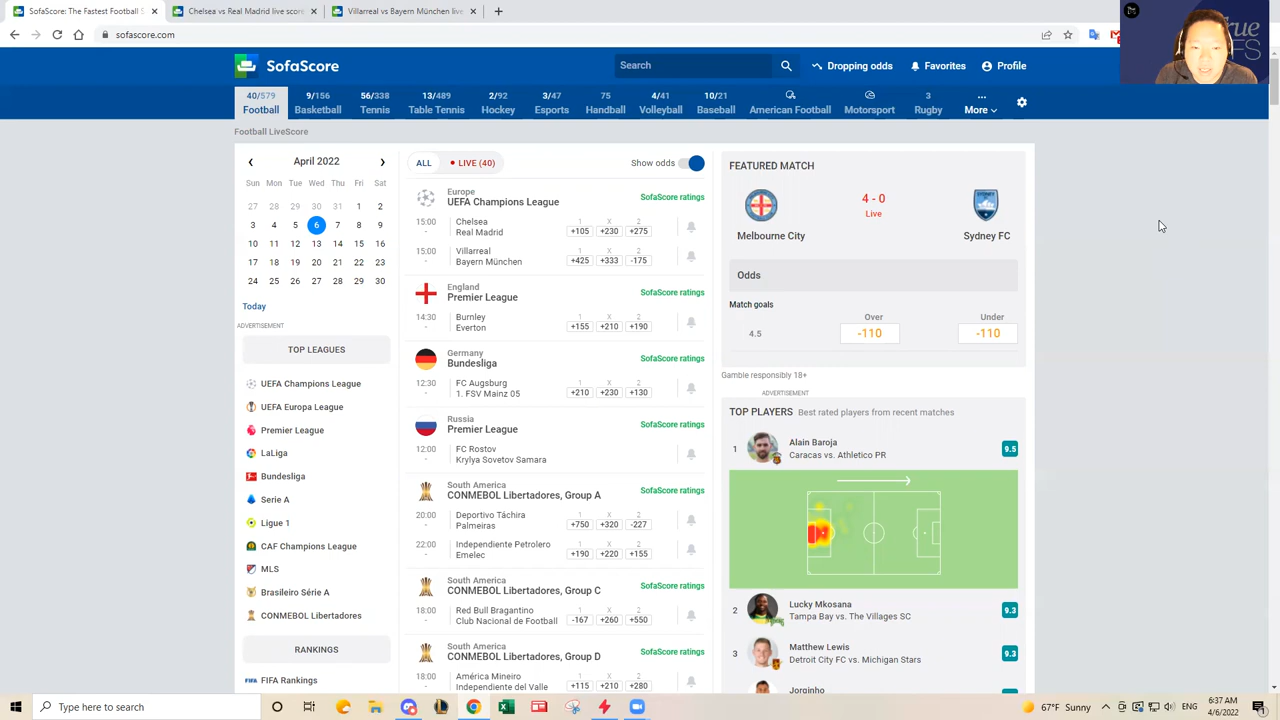 SofaScore: The Fastest Football S
Chelsea vs Real Madrid live score
Villarreal vs Bayern München live
sofascore.com
SofaScore
Search
Dropping odds
Favorites
Profile
40/579
Football
9/156
Basketball
56/338
Tennis
13/489
Table Tennis
2/92
Hockey
3/47
Esports
75
Handball
4/41
Volleyball
10/21
Baseball
American Football
Motorsport
3
Rugby
...
More
Football LiveScore
April 2022
Sun Mon Tue Wed Thu Fri Sat
27 28 29 30 31 1 2
3 4 5 6 7 8 9
10 11 12 13 14 15 16
17 18 19 20 21 22 23
24 25 26 27 28 29 30
Today
ADVERTISEMENT
TOP LEAGUES
UEFA Champions League
UEFA Europa League
Premier League
LaLiga
Bundesliga
Serie A
Ligue 1
CAF Champions League
MLS
Brasileiro Série A
CONMEBOL Libertadores
RANKINGS
FIFA Rankings
ALL LIVE (40) Show odds
Europe
UEFA Champions League SofaScore ratings
15:00 Chelsea 1 X 2
- Real Madrid +105 +230 +275
15:00 Villarreal 1 X 2
- Bayern München +425 +333 -175
England
Premier League SofaScore ratings
14:30 Burnley 1 X 2
- Everton +155 +210 +190
Germany
Bundesliga SofaScore ratings
12:30 FC Augsburg 1 X 2
- 1. FSV Mainz 05 +210 +230 +130
Russia
Premier League SofaScore ratings
12:00 FC Rostov
- Krylya Sovetov Samara
South America
CONMEBOL Libertadores, Group A SofaScore ratings
20:00 Deportivo Táchira 1 X 2
- Palmeiras +750 +320 -227
22:00 Independiente Petrolero 1 X 2
- Emelec +190 +220 +155
South America
CONMEBOL Libertadores, Group C SofaScore ratings
18:00 Red Bull Bragantino 1 X 2
- Club Nacional de Football -167 +260 +550
South America
CONMEBOL Libertadores, Group D SofaScore ratings
18:00 América Mineiro 1 X 2
- Independiente del Valle +115 +210 +280
FEATURED MATCH
4 - 0
Live
Melbourne City Sydney FC
Odds
Match goals
Over Under
4.5 -110 -110
Gamble responsibly 18+
ADVERTISEMENT
TOP PLAYERS Best rated players from recent matches
1 Alain Baroja 9.5
Caracas vs. Athletico PR
2 Lucky Mkosana 9.3
Tampa Bay vs. The Villages SC
3 Matthew Lewis 9.3
Detroit City FC vs. Michigan Stars
Jorginho
Type here to search
67°F Sunny
ENG
6:37 AM
4/6/2022